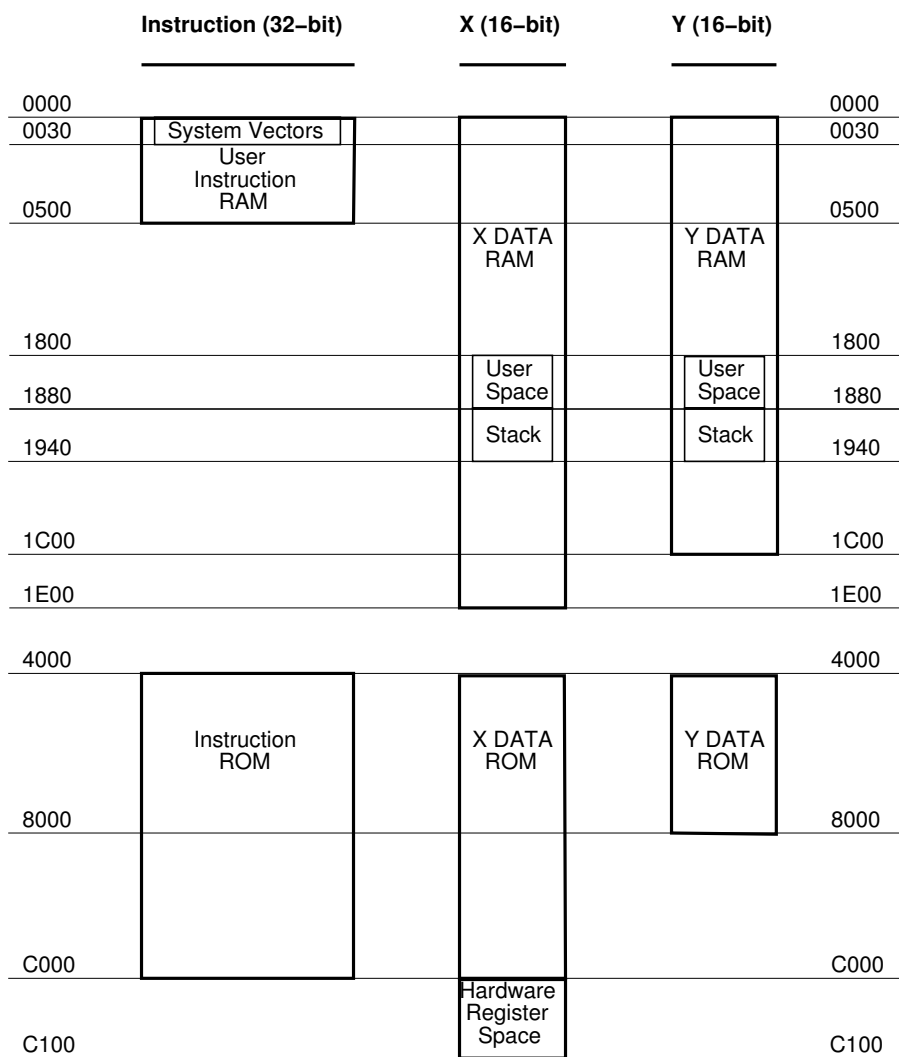 Instruction (32−bit) X (16−bit) Y (16−bit)
0000 0000
0030 System Vectors 0030
User
Instruction
RAM
0500 0500
X DATA Y DATA
RAM RAM
1800 1800
User User
Space Space
1880 1880
Stack Stack
1940 1940
1C00 1C00
1E00 1E00
4000 4000
Instruction X DATA Y DATA
ROM ROM ROM
8000 8000
C000 C000
Hardware
Register
Space
C100 C100